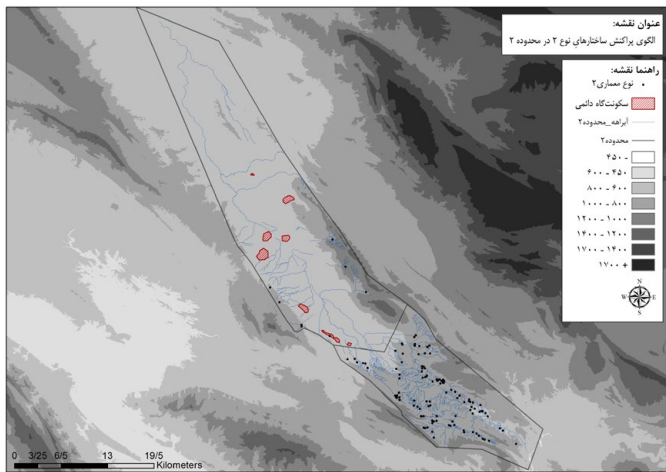 عنوان نقشه:
الگوی پراکنش ساختارهایِ نوع ۲ در محدوده ۲
راهنما نقشه:
نوع معماری۲
سکونت‌گاه دائمی
آبراهه_محدوده۲
محدوده۲
۴۵۰ -
۶۰۰ - ۴۵۰
۸۰۰ - ۶۰۰
۱۰۰۰ - ۸۰۰
۱۲۰۰ - ۱۰۰۰
۱۴۰۰ - ۱۲۰۰
۱۷۰۰ - ۱۴۰۰
۱۷۰۰ +
N
W E
S
0 3/25 6/5 13 19/5
Kilometers